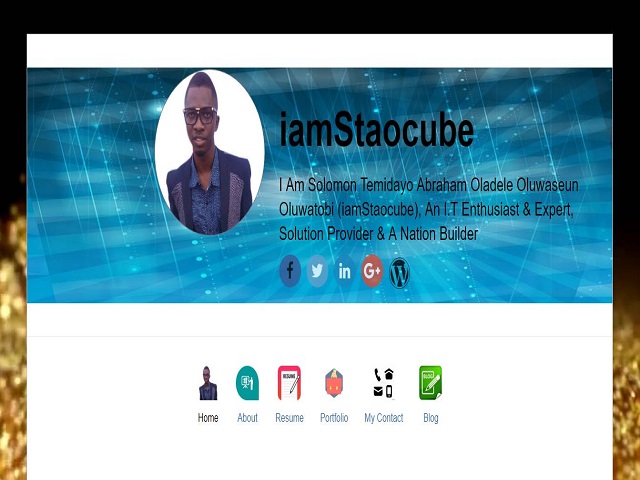 iamStaocube
I Am Solomon Temidayo Abraham Oladele Oluwaseun
Oluwatobi (iamStaocube), An I.T Enthusiast & Expert,
Solution Provider & A Nation Builder
f in G+ W
RESUME
BLOG
Home About Resume Portfolio My Contact Blog